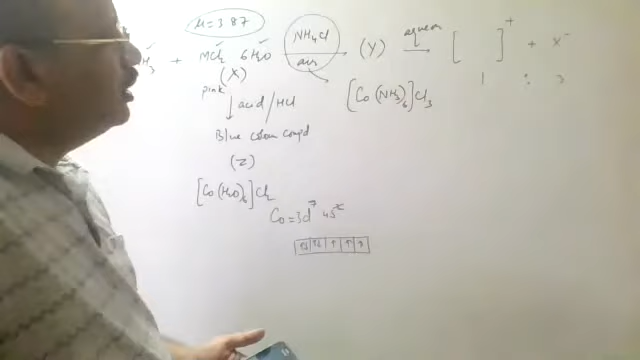 μ = 3.87
H3 + MCl2 6H2O NH4Cl air → (Y) aqueous → [ ]+ + X-
(X) 1 : 3
pink ↓ acid/HCl [Co(NH3)6]Cl3
Blue colour compd
(Z)
[Co(H2O)6]Cl2
Co = 3d7 4s2
↑↓ ↑↓ ↑ ↑ ↑